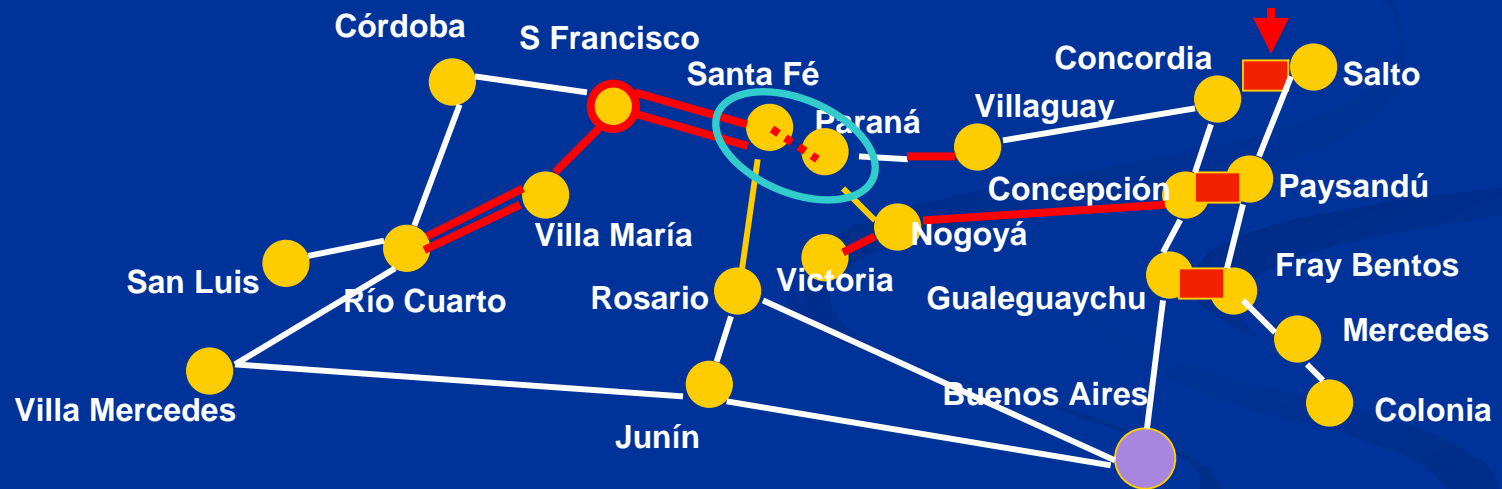 Córdoba
S Francisco
Santa Fé
Concordia
Salto
Villaguay
Paraná
Concepción
Paysandú
Villa María
Nogoyá
San Luis
Victoria
Fray Bentos
Río Cuarto
Rosario
Gualeguaychu
Mercedes
Villa Mercedes
Buenos Aires
Colonia
Junín